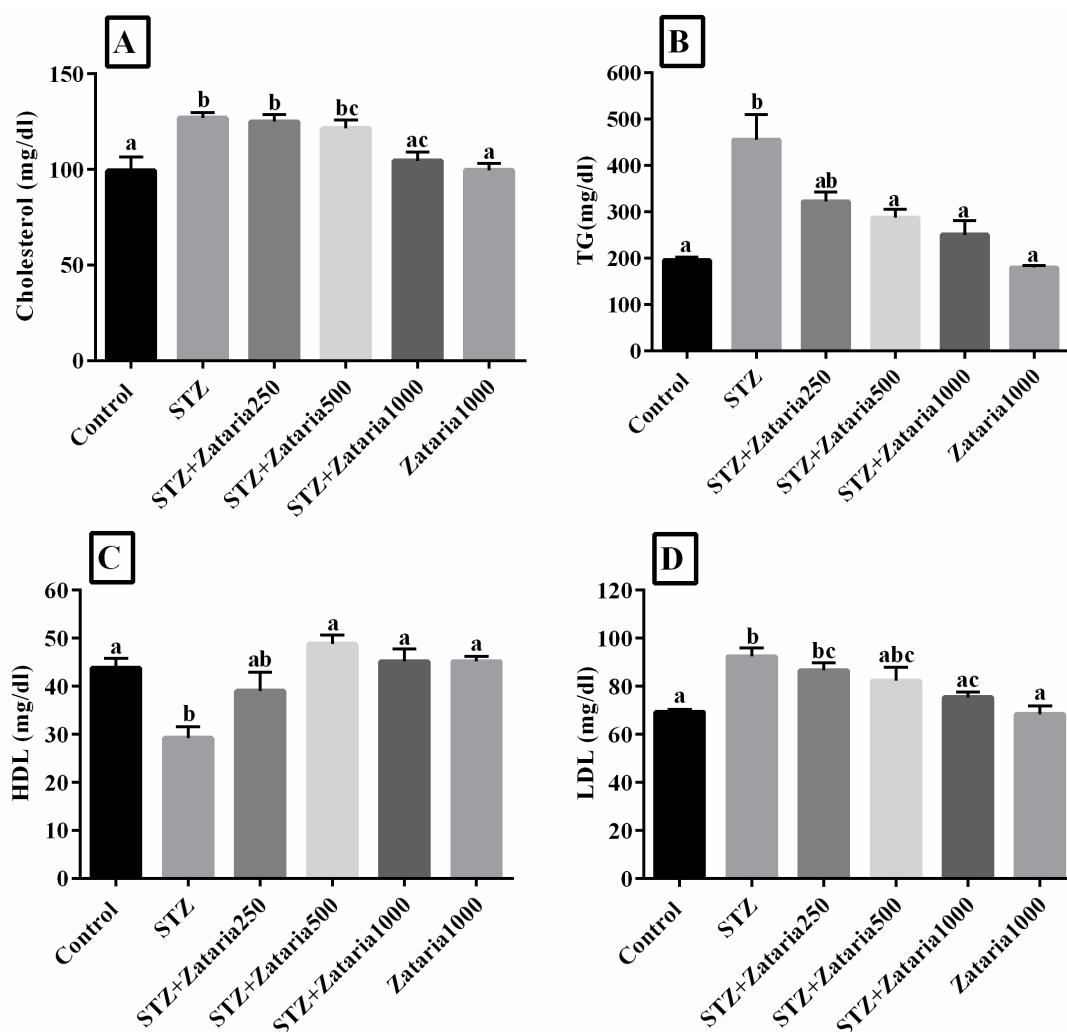 A
Cholesterol (mg/dl)
150
100
50
0
a
b
b
bc
ac
a
Control
STZ
STZ+Zataria250
STZ+Zataria500
STZ+Zataria1000
Zataria1000
B
TG(mg/dl)
600
500
400
300
200
100
0
a
b
ab
a
a
a
Control
STZ
STZ+Zataria250
STZ+Zataria500
STZ+Zataria1000
Zataria1000
C
HDL (mg/dl)
60
50
40
30
20
10
0
a
b
ab
a
a
a
Control
STZ
STZ+Zataria250
STZ+Zataria500
STZ+Zataria1000
Zataria1000
D
LDL (mg/dl)
120
100
80
60
40
20
0
a
b
bc
abc
ac
a
Control
STZ
STZ+Zataria250
STZ+Zataria500
STZ+Zataria1000
Zataria1000